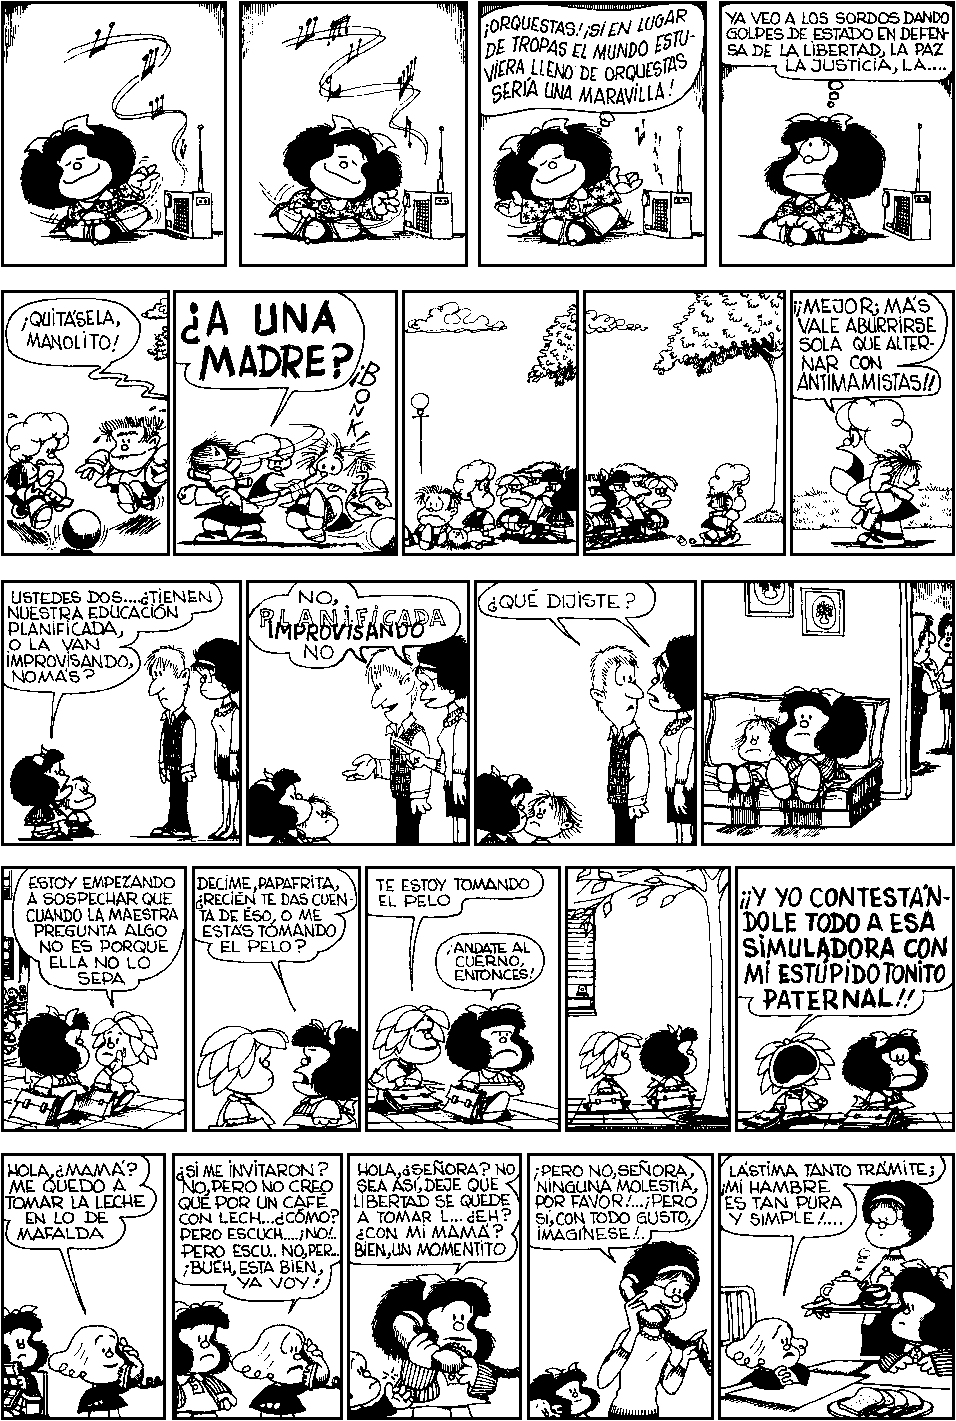 ¡ORQUESTAS! ¡SI EN LUGAR
DE TROPAS EL MUNDO ESTU-
VIERA LLENO DE ORQUESTAS
SERÍA UNA MARAVILLA!
YA VEO A LOS SORDOS DANDO
GOLPES DE ESTADO EN DEFEN-
SA DE LA LIBERTAD, LA PAZ
LA JUSTICIA, LA....
¡QUITÁSELA,
MANOLITO!
¿A UNA
MADRE?
¡BONK!
¡¡MEJOR; MÁS
VALE ABURRIRSE
SOLA QUE ALTER-
NAR CON
ANTIMAMISTAS!!
USTEDES DOS....¿TIENEN
NUESTRA EDUCACIÓN
PLANIFICADA,
O LA VAN
IMPROVISANDO,
NOMÁS?
NO,
PLANIFICADA
IMPROVISANDO
NO
¿QUÉ DIJISTE?
ESTOY EMPEZANDO
A SOSPECHAR QUE
CUANDO LA MAESTRA
PREGUNTA ALGO
NO ES PORQUE
ELLA NO LO
SEPA
DECIME, PAPAFRITA,
¿RECIÉN TE DAS CUEN-
TA DE ÉSO, O ME
ESTÁS TOMANDO
EL PELO?
TE ESTOY TOMANDO
EL PELO
¡ANDATE AL
CUERNO,
ENTONCES!
¡¡Y YO CONTESTÁN-
DOLE TODO A ESA
SIMULADORA CON
MI ESTÚPIDO TONITO
PATERNAL!!
HOLA, ¿MAMÁ?
ME QUEDO A
TOMAR LA LECHE
EN LO DE
MAFALDA
¿SI ME INVITARON?
NO, PERO NO CREO
QUE POR UN CAFÉ
CON LECH...¿CÓMO?
PERO ESCUCH...¡NO!.
PERO ESCU.. NO, PER..
¡BUEH, ESTA BIEN,
YA VOY!
HOLA, ¿SEÑORA? NO
SEA ASÍ, DEJE QUE
LIBERTAD SE QUEDE
A TOMAR L... ¿EH?
¿CON MI MAMÁ?
BIEN, UN MOMENTITO
¡PERO NO, SEÑORA,
NINGUNA MOLESTIA,
POR FAVOR!...¡PERO
SI, CON TODO GUSTO,
IMAGÍNESE!..
LÁSTIMA TANTO TRÁMITE;
¡MI HAMBRE
ES TAN PURA
Y SIMPLE!....